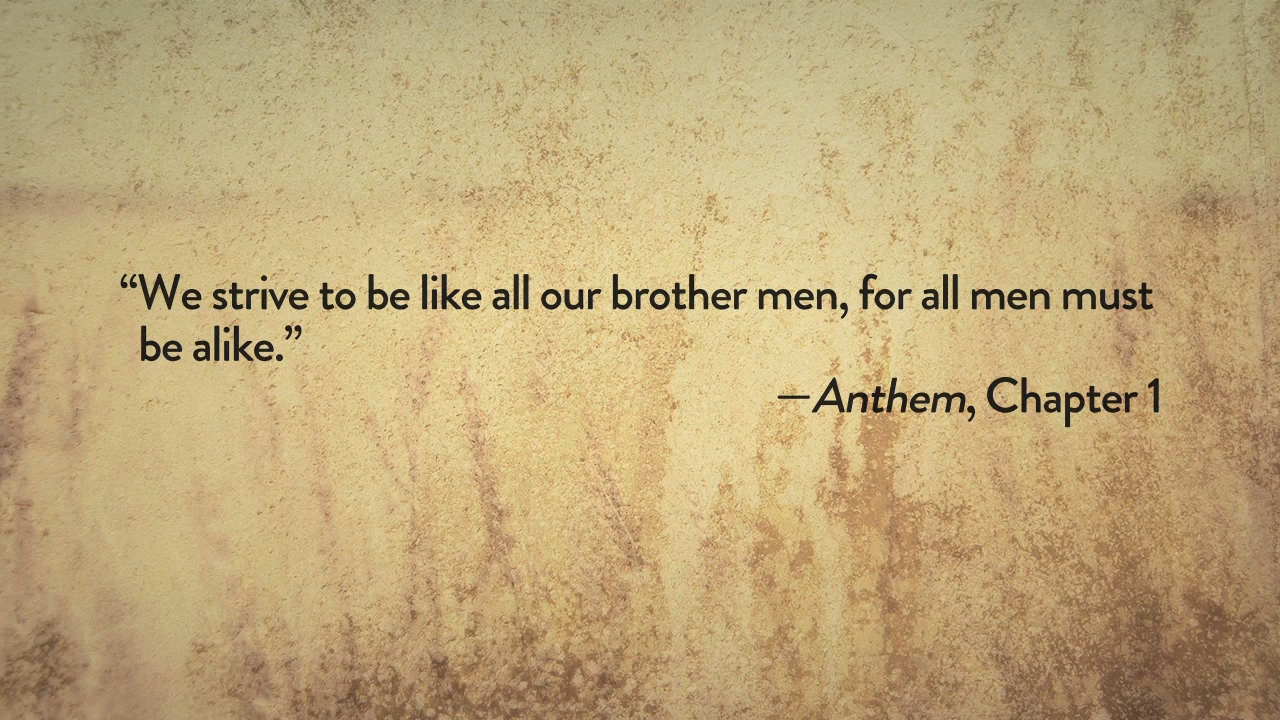 “We strive to be like all our brother men, for all men must
be alike.”
—Anthem, Chapter 1